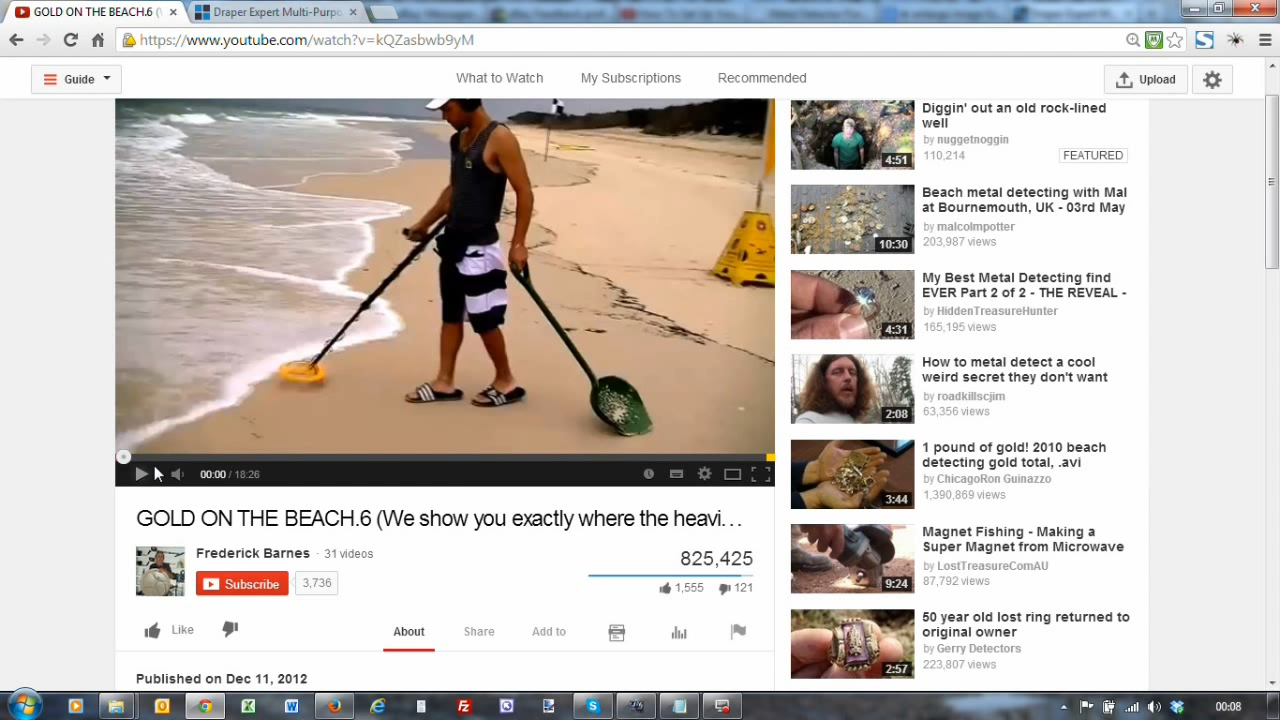 GOLD ON THE BEACH.6 (V
Draper Expert Multi-Purpo
https://www.youtube.com/watch?v=kQZasbwb9yM
Guide
What to Watch
My Subscriptions
Recommended
Upload
00:00 / 18:26
GOLD ON THE BEACH.6 (We show you exactly where the heavi…
Frederick Barnes · 31 videos
Subscribe
3,736
825,425
1,555
121
Like
About
Share
Add to
Published on Dec 11, 2012
Diggin' out an old rock-lined
well
by nuggetnoggin
110,214
FEATURED
4:51
Beach metal detecting with Mal
at Bournemouth, UK - 03rd May
by malcolmpotter
203,987 views
10:30
My Best Metal Detecting find
EVER Part 2 of 2 - THE REVEAL -
by HiddenTreasureHunter
165,195 views
4:31
How to metal detect a cool
weird secret they don't want
by roadkillscjim
63,356 views
2:08
1 pound of gold! 2010 beach
detecting gold total, .avi
by ChicagoRon Guinazzo
1,390,869 views
3:44
Magnet Fishing - Making a
Super Magnet from Microwave
by LostTreasureComAU
87,792 views
9:24
50 year old lost ring returned to
original owner
by Gerry Detectors
223,807 views
2:57
00:08